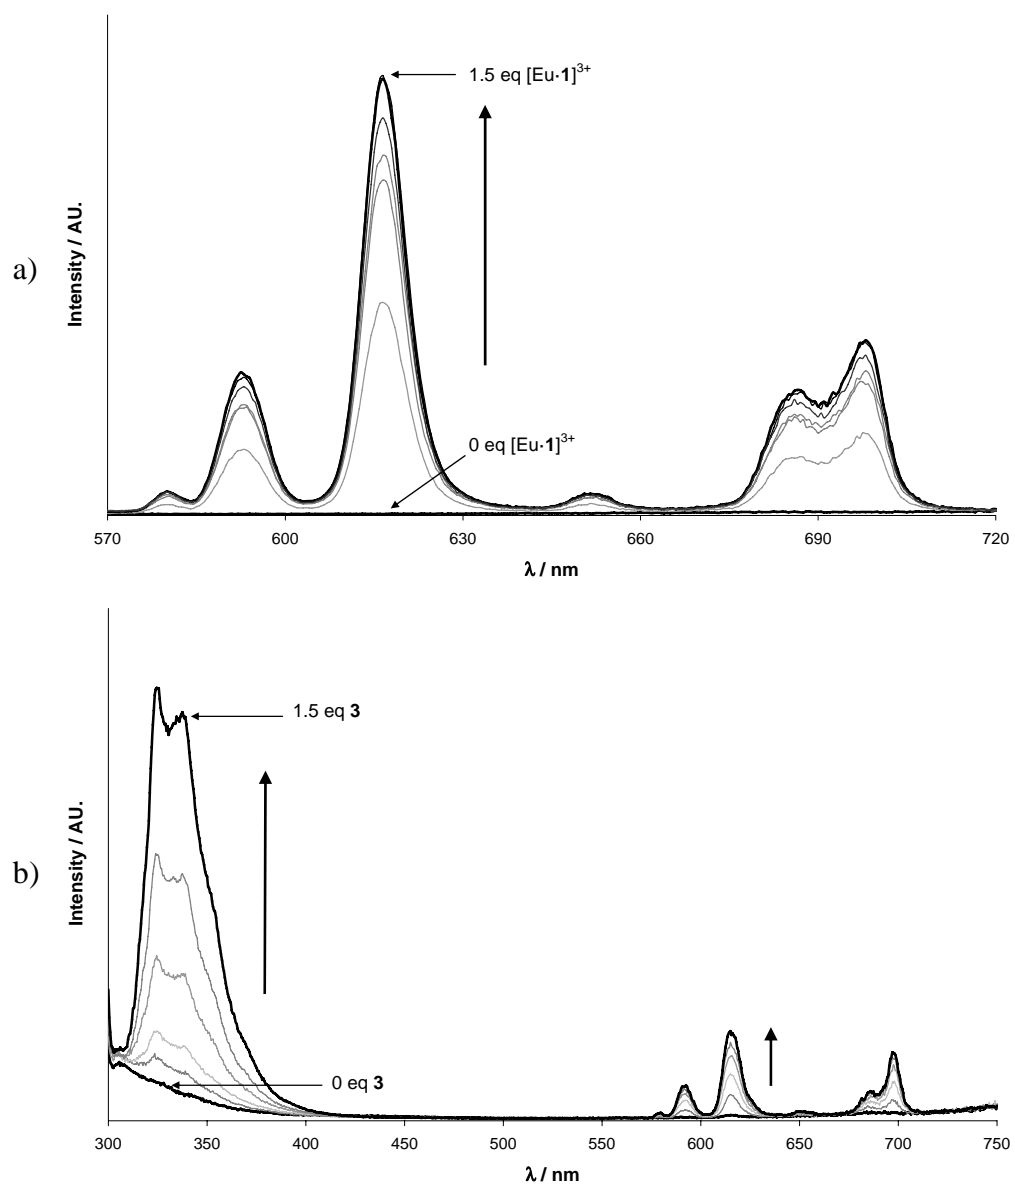 a)
Intensity / AU.
1.5 eq [Eu·1]³⁺
0 eq [Eu·1]³⁺
570 600 630 660 690 720
λ / nm
b)
Intensity / AU.
1.5 eq 3
0 eq 3
300 350 400 450 500 550 600 650 700 750
λ / nm